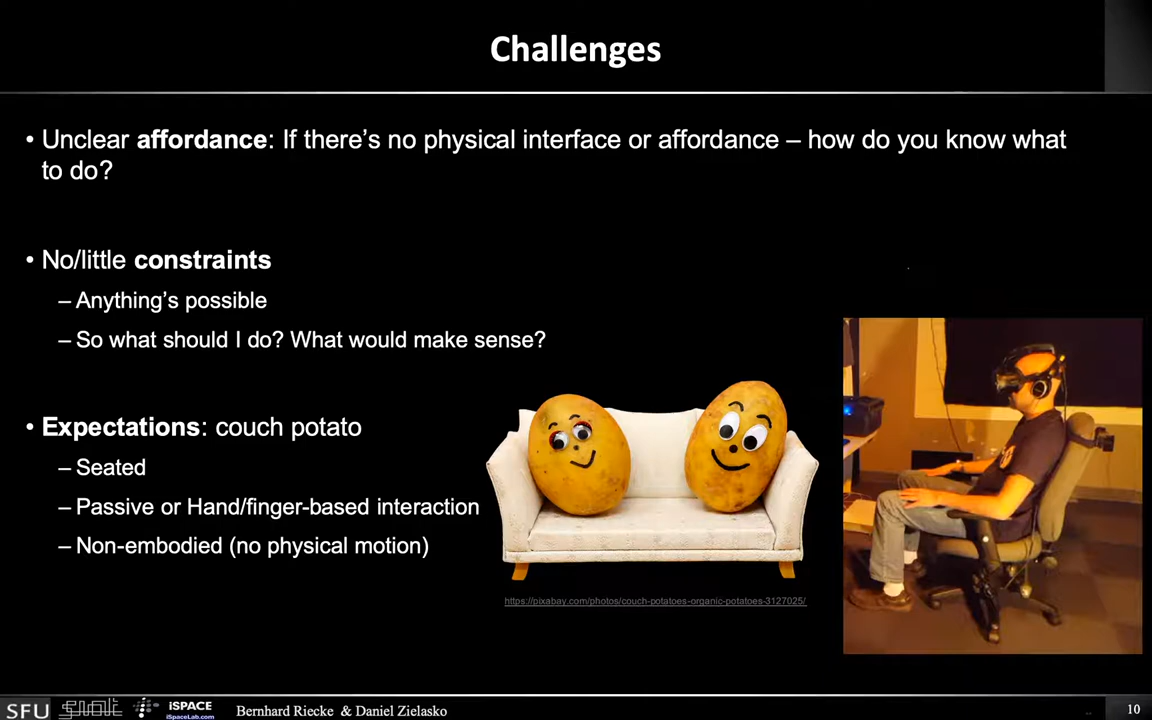 Challenges
• Unclear affordance: If there's no physical interface or affordance – how do you know what
to do?
• No/little constraints
– Anything's possible
– So what should I do? What would make sense?
• Expectations: couch potato
– Seated
– Passive or Hand/finger-based interaction
– Non-embodied (no physical motion)
https://pixabay.com/photos/couch-potatoes-organic-potatoes-3127025/
SFU
iSPACE
iSpaceLab.com
Bernhard Riecke & Daniel Zielasko
10